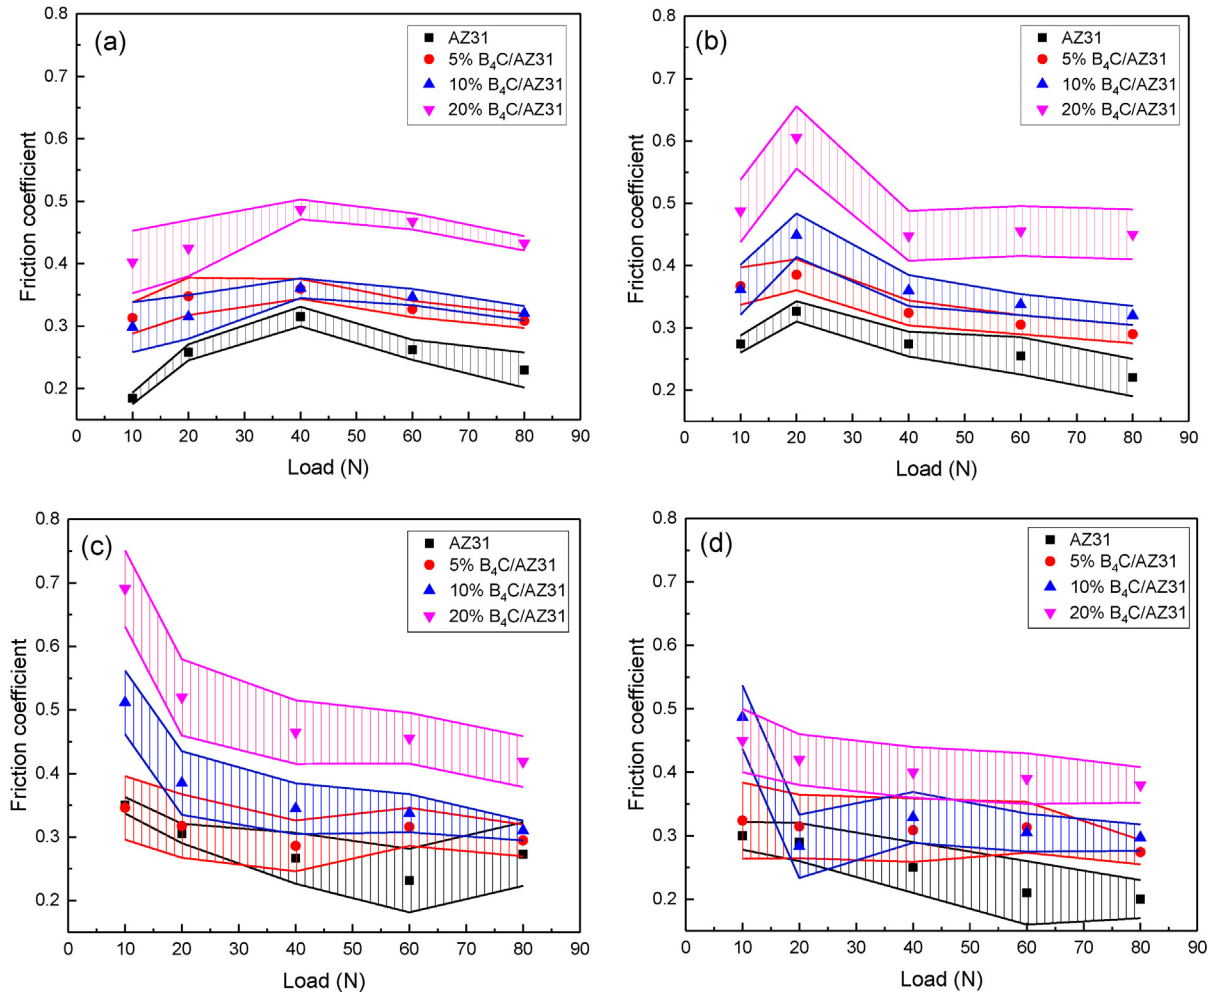 (a)
AZ31
5% B4C/AZ31
10% B4C/AZ31
20% B4C/AZ31
Friction coefficient
0.8
0.7
0.6
0.5
0.4
0.3
0.2
0 10 20 30 40 50 60 70 80 90
Load (N)
(b)
AZ31
5% B4C/AZ31
10% B4C/AZ31
20% B4C/AZ31
Friction coefficient
0.8
0.7
0.6
0.5
0.4
0.3
0.2
0 10 20 30 40 50 60 70 80 90
Load (N)
(c)
AZ31
5% B4C/AZ31
10% B4C/AZ31
20% B4C/AZ31
Friction coefficient
0.8
0.7
0.6
0.5
0.4
0.3
0.2
0 10 20 30 40 50 60 70 80 90
Load (N)
(d)
AZ31
5% B4C/AZ31
10% B4C/AZ31
20% B4C/AZ31
Friction coefficient
0.8
0.7
0.6
0.5
0.4
0.3
0.2
0 10 20 30 40 50 60 70 80 90
Load (N)